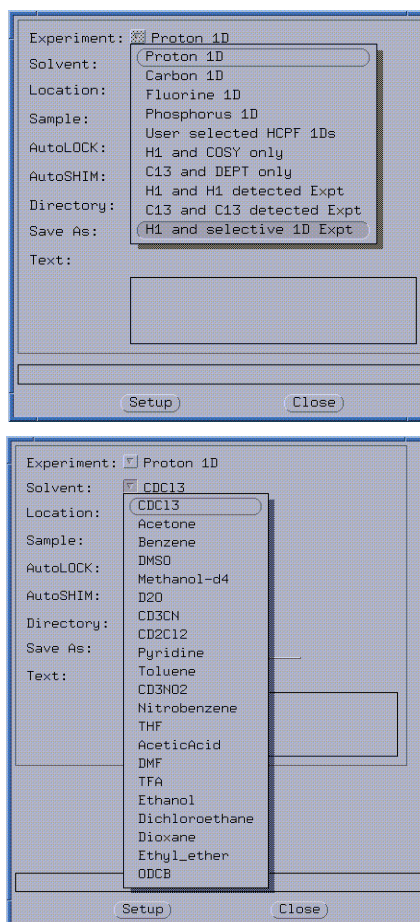 Experiment: Proton 1D
Proton 1D
Solvent:
Carbon 1D
Location:
Fluorine 1D
Sample:
Phosphorus 1D
User selected HCPF 1Ds
AutoLOCK:
H1 and COSY only
C13 and DEPT only
AutoSHIM:
H1 and H1 detected Expt
Directory:
C13 and C13 detected Expt
Save As:
H1 and selective 1D Expt
Text:
Setup Close
Experiment: Proton 1D
Solvent: CDCl3
CDCl3
Location:
Acetone
Sample:
Benzene
DMSO
AutoLOCK:
Methanol-d4
AutoSHIM:
D2O
CD3CN
Directory:
CD2Cl2
Save As:
Pyridine
Text:
Toluene
CD3NO2
Nitrobenzene
THF
AceticAcid
DMF
TFA
Ethanol
Dichloroethane
Dioxane
Ethyl_ether
ODCB
Setup Close